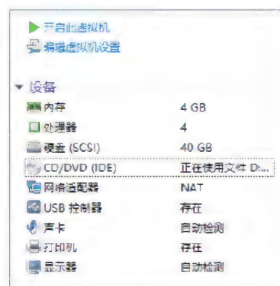 开启此虚拟机
编辑虚拟机设置
设备
内存 4 GB
处理器 4
硬盘 (SCSI) 40 GB
CD/DVD (IDE) 正在使用文件 D:...
网络适配器 NAT
USB 控制器 存在
声卡 自动检测
打印机 存在
显示器 自动检测